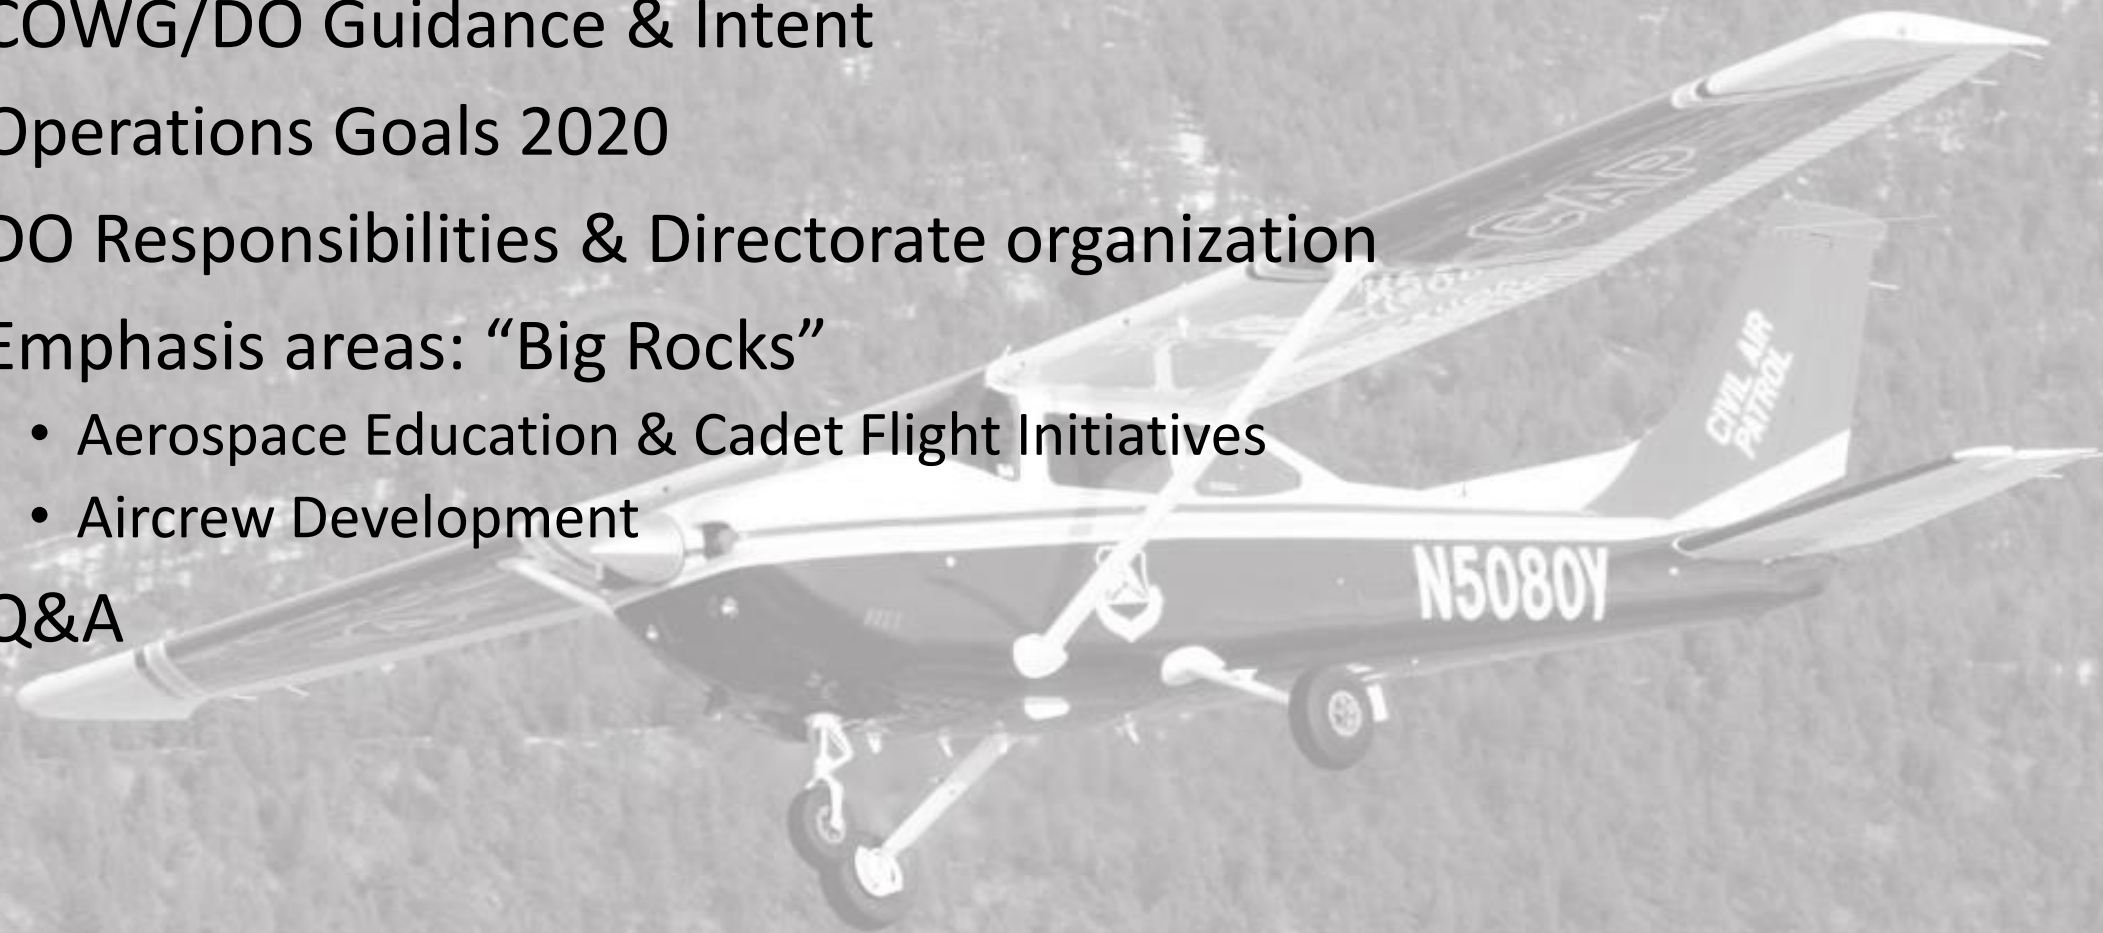 COWG/DO Guidance & Intent
Operations Goals 2020
DO Responsibilities & Directorate organization
Emphasis areas: “Big Rocks”
• Aerospace Education & Cadet Flight Initiatives
• Aircrew Development
Q&A
CAP
CIVIL AIR
PATROL
N5080Y